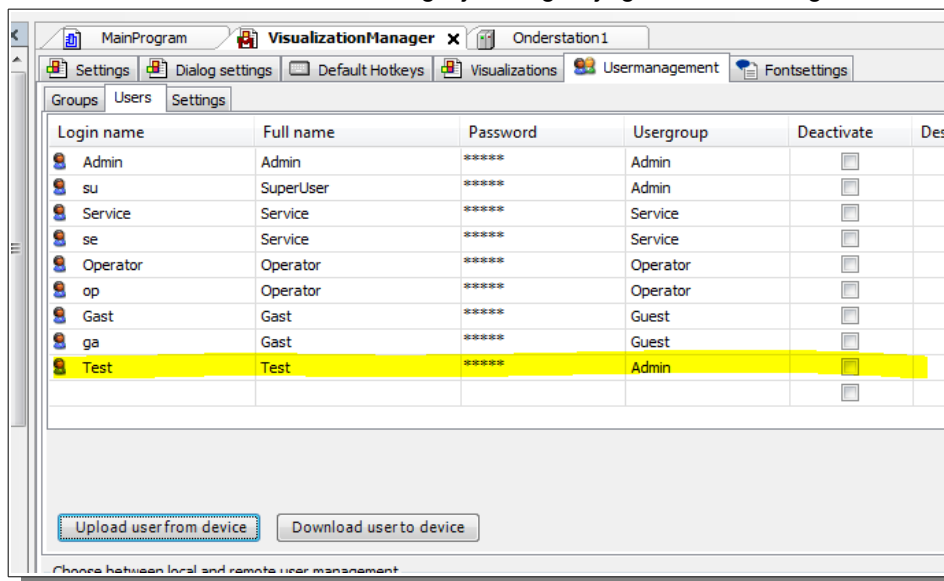 MainProgram VisualizationManager x Onderstation1
Settings Dialog settings Default Hotkeys Visualizations Usermanagement Fontsettings
Groups Users Settings
Login name Full name Password Usergroup Deactivate Des
Admin Admin ***** Admin
su SuperUser ***** Admin
Service Service ***** Service
se Service ***** Service
Operator Operator ***** Operator
op Operator ***** Operator
Gast Gast ***** Guest
ga Gast ***** Guest
Test Test ***** Admin
Upload user from device Download user to device
Choose between local and remote user management